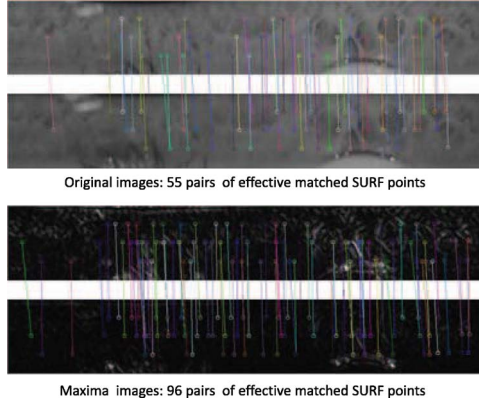 Original images: 55 pairs of effective matched SURF points
Maxima images: 96 pairs of effective matched SURF points